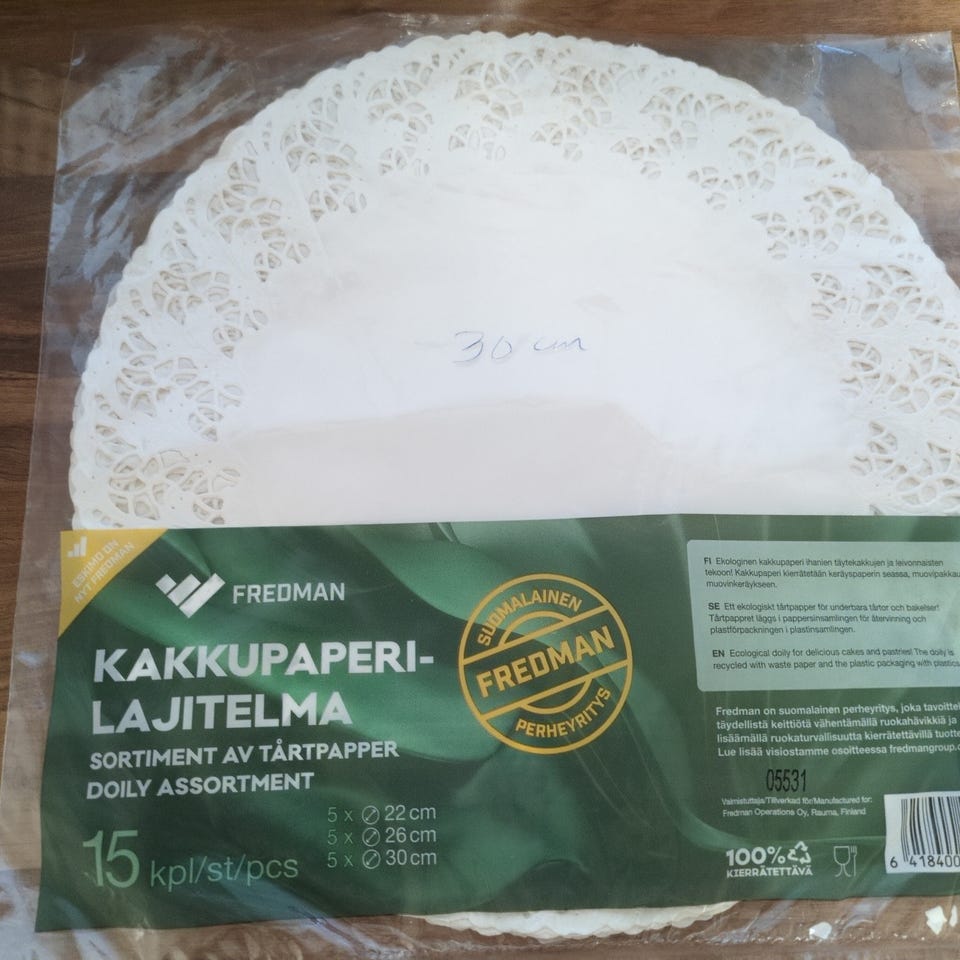 30 cm
ESKIMO ON
NYT FREDMAN
FREDMAN
KAKKUPAPERI-
LAJITELMA
SORTIMENT AV TÅRTPAPPER
DOILY ASSORTMENT
15 kpl/st/pcs
5 x ⌀ 22 cm
5 x ⌀ 26 cm
5 x ⌀ 30 cm
SUOMALAINEN
FREDMAN
PERHEYRITYS
FI Ekologinen kakkupaperi ihanien täytekakkujen ja leivonnaisten
tekoon! Kakkupaperi kierrätetään keräyspaperin seassa, muovipakkau
muovinkeräykseen.
SE Ett ekologiskt tårtpapper för underbara tårtor och bakelser!
Tårtpappret läggs i pappersinsamlingen för återvinning och
plastförpackningen i plastinsamlingen.
EN Ecological doily for delicious cakes and pastries! The doily is
recycled with waste paper and the plastic packaging with plastics
Fredman on suomalainen perheyritys, joka tavoittel
täydellistä keittiötä vähentämällä ruokahävikkiä ja
lisäämällä ruokaturvallisuutta kierrätettävillä tuotte
Lue lisää visiostamme osoitteessa fredmangroup.c
05531
Valmistuttaja/Tillverkad för/Manufactured for:
Fredman Operations Oy, Rauma, Finland
100%
KIERRÄTETTÄVÄ
6 418400